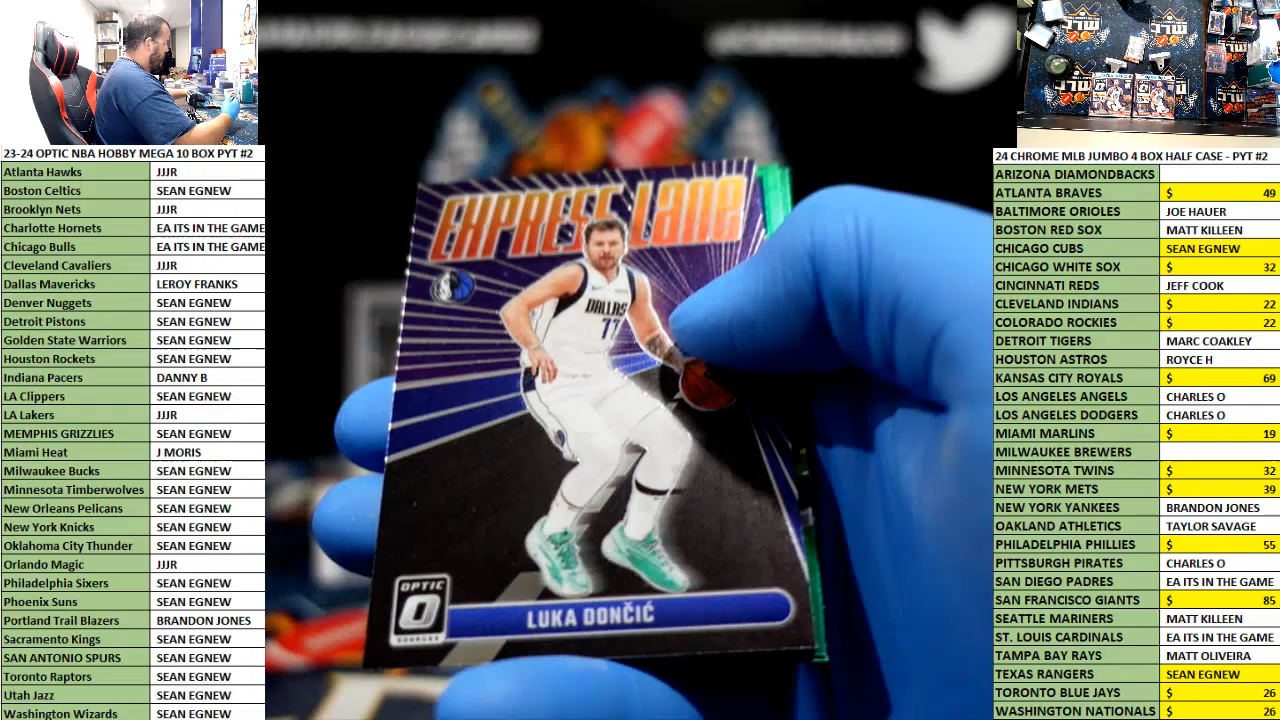 23-24 OPTIC NBA HOBBY MEGA 10 BOX PYT #2
Atlanta Hawks JJJR
Boston Celtics SEAN EGNEW
Brooklyn Nets JJJR
Charlotte Hornets EA ITS IN THE GAME
Chicago Bulls EA ITS IN THE GAME
Cleveland Cavaliers JJJR
Dallas Mavericks LEROY FRANKS
Denver Nuggets SEAN EGNEW
Detroit Pistons SEAN EGNEW
Golden State Warriors SEAN EGNEW
Houston Rockets SEAN EGNEW
Indiana Pacers DANNY B
LA Clippers SEAN EGNEW
LA Lakers JJJR
MEMPHIS GRIZZLIES SEAN EGNEW
Miami Heat J MORIS
Milwaukee Bucks SEAN EGNEW
Minnesota Timberwolves SEAN EGNEW
New Orleans Pelicans SEAN EGNEW
New York Knicks SEAN EGNEW
Oklahoma City Thunder SEAN EGNEW
Orlando Magic JJJR
Philadelphia Sixers SEAN EGNEW
Phoenix Suns SEAN EGNEW
Portland Trail Blazers BRANDON JONES
Sacramento Kings SEAN EGNEW
SAN ANTONIO SPURS SEAN EGNEW
Toronto Raptors SEAN EGNEW
Utah Jazz SEAN EGNEW
Washington Wizards SEAN EGNEW
EXPRESS LANE
DALLAS
77
OPTIC
LUKA DONČIĆ
24 CHROME MLB JUMBO 4 BOX HALF CASE - PYT #2
ARIZONA DIAMONDBACKS
ATLANTA BRAVES $ 49
BALTIMORE ORIOLES JOE HAUER
BOSTON RED SOX MATT KILLEEN
CHICAGO CUBS SEAN EGNEW
CHICAGO WHITE SOX $ 32
CINCINNATI REDS JEFF COOK
CLEVELAND INDIANS $ 22
COLORADO ROCKIES $ 22
DETROIT TIGERS MARC COAKLEY
HOUSTON ASTROS ROYCE H
KANSAS CITY ROYALS $ 69
LOS ANGELES ANGELS CHARLES O
LOS ANGELES DODGERS CHARLES O
MIAMI MARLINS $ 19
MILWAUKEE BREWERS
MINNESOTA TWINS $ 32
NEW YORK METS $ 39
NEW YORK YANKEES BRANDON JONES
OAKLAND ATHLETICS TAYLOR SAVAGE
PHILADELPHIA PHILLIES $ 55
PITTSBURGH PIRATES CHARLES O
SAN DIEGO PADRES EA ITS IN THE GAME
SAN FRANCISCO GIANTS $ 85
SEATTLE MARINERS MATT KILLEEN
ST. LOUIS CARDINALS EA ITS IN THE GAME
TAMPA BAY RAYS MATT OLIVEIRA
TEXAS RANGERS SEAN EGNEW
TORONTO BLUE JAYS $ 26
WASHINGTON NATIONALS $ 26